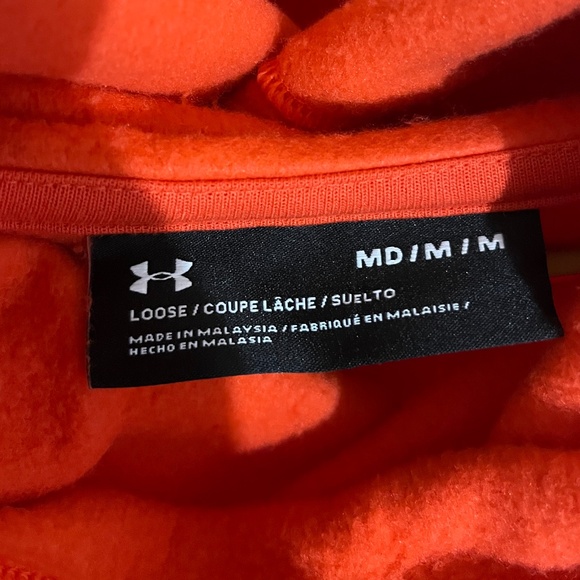 MD / M / M
LOOSE / COUPE LÂCHE / SUELTO
MADE IN MALAYSIA / FABRIQUÉ EN MALAISIE /
HECHO EN MALASIA